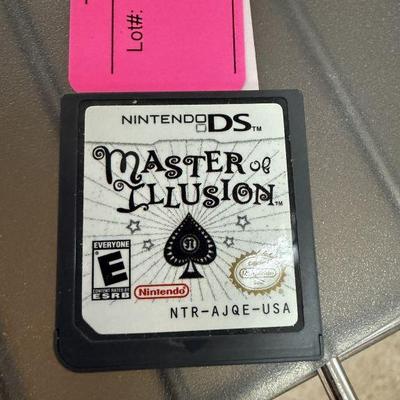 Lot#:
NINTENDO DS™
MASTER of
ILLUSION™
EVERYONE
E
CONTENT RATED BY
ESRB
Nintendo
NTR-AJQE-USA